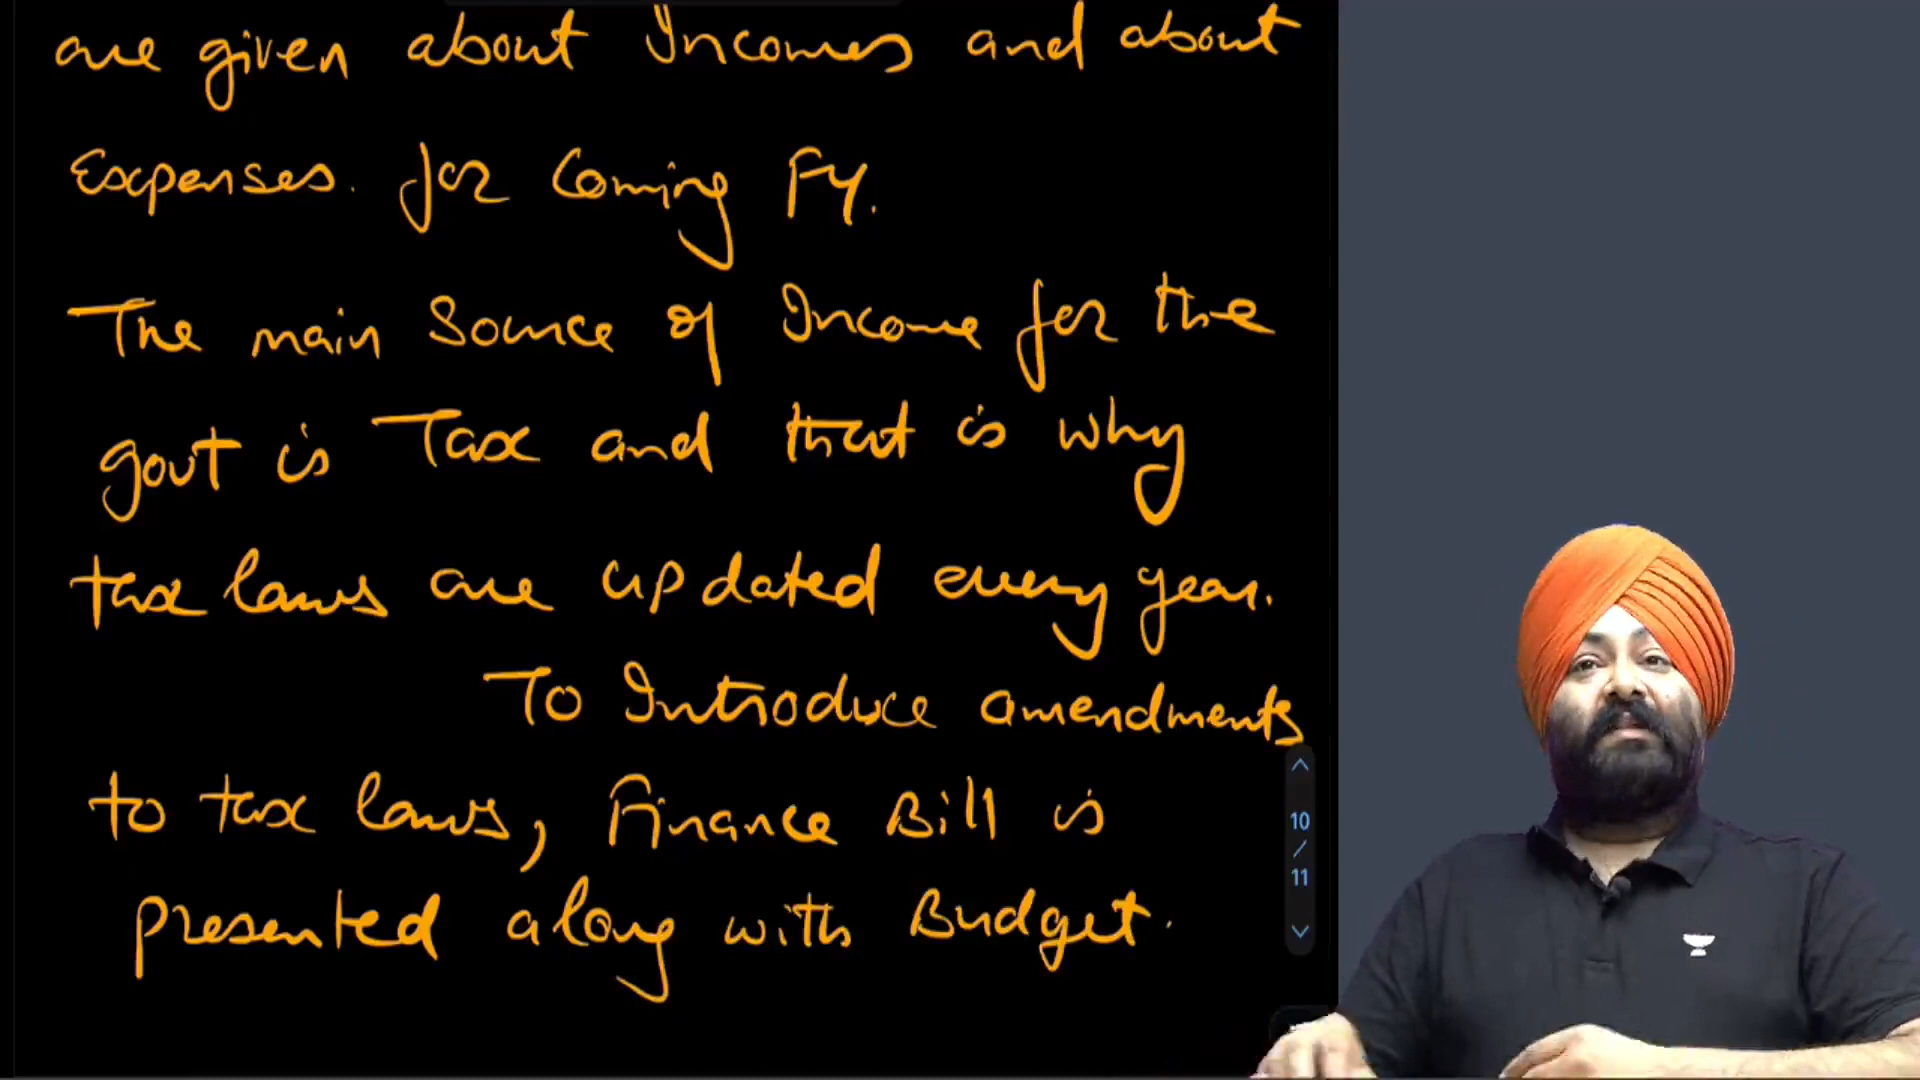 are given about Incomes and about
Expenses. for Coming FY.
The main Source of Income for the
govt is Tax and that is why
tax laws are updated every year.
To Introduce amendments
to tax laws, Finance Bill is
presented along with Budget.
10
/
11